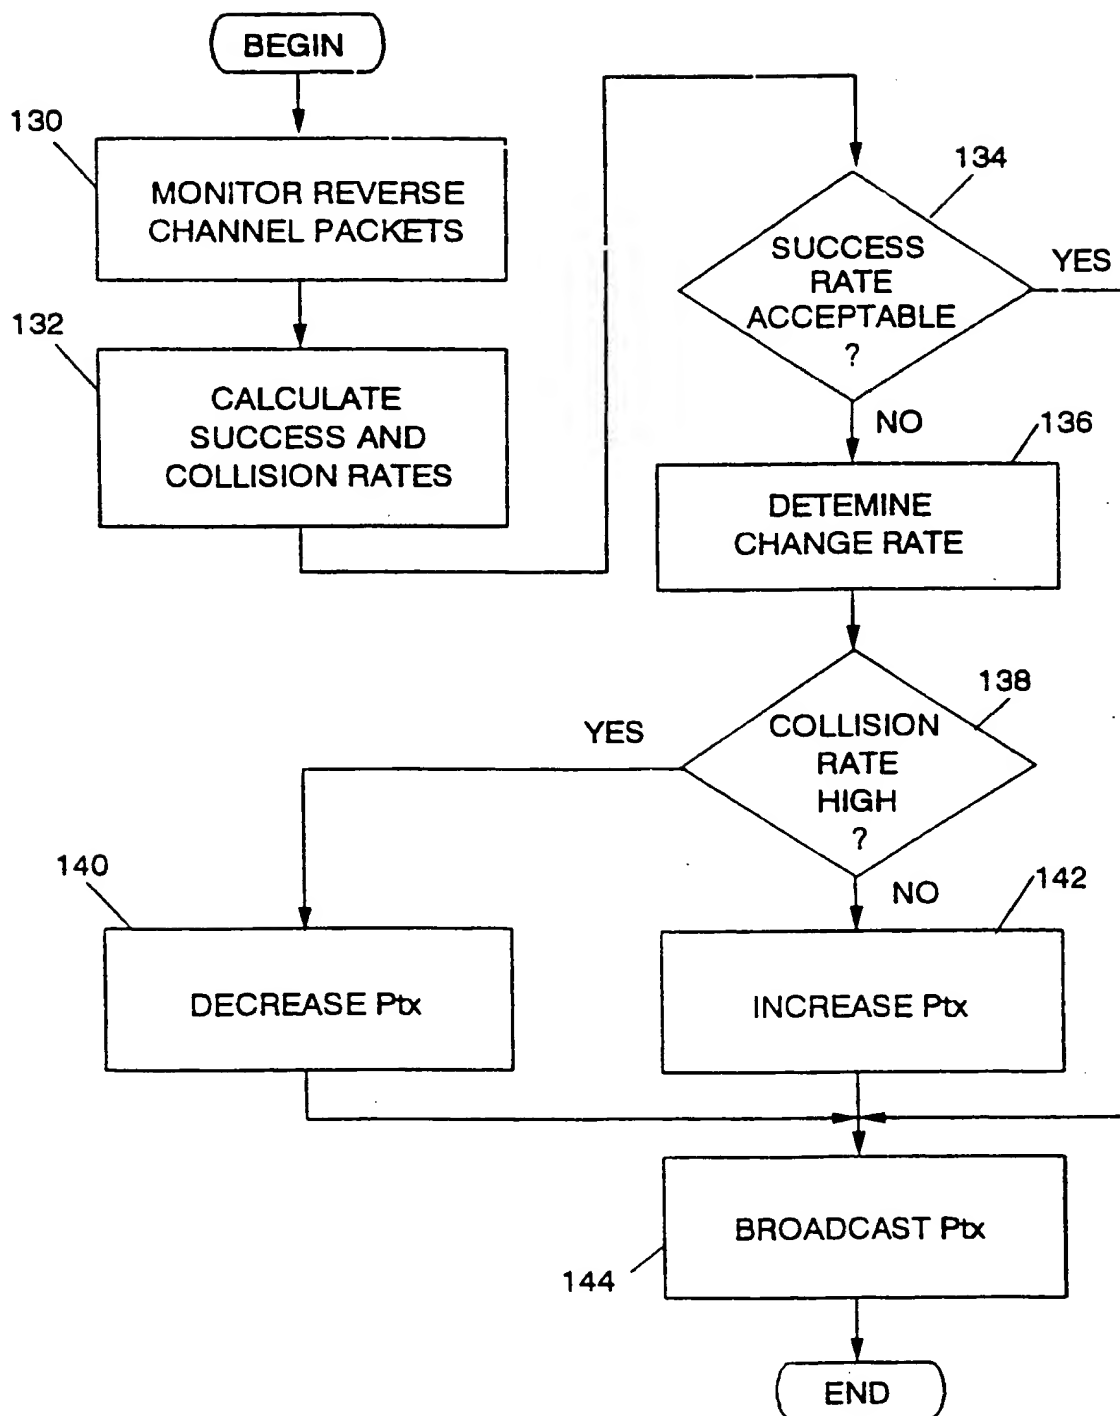 BEGIN
130
MONITOR REVERSE
CHANNEL PACKETS
132
CALCULATE
SUCCESS AND
COLLISION RATES
134
SUCCESS
RATE
ACCEPTABLE
?
YES
NO
136
DETEMINE
CHANGE RATE
138
COLLISION
RATE
HIGH
?
YES
NO
140
DECREASE Ptx
142
INCREASE Ptx
BROADCAST Ptx
144
END